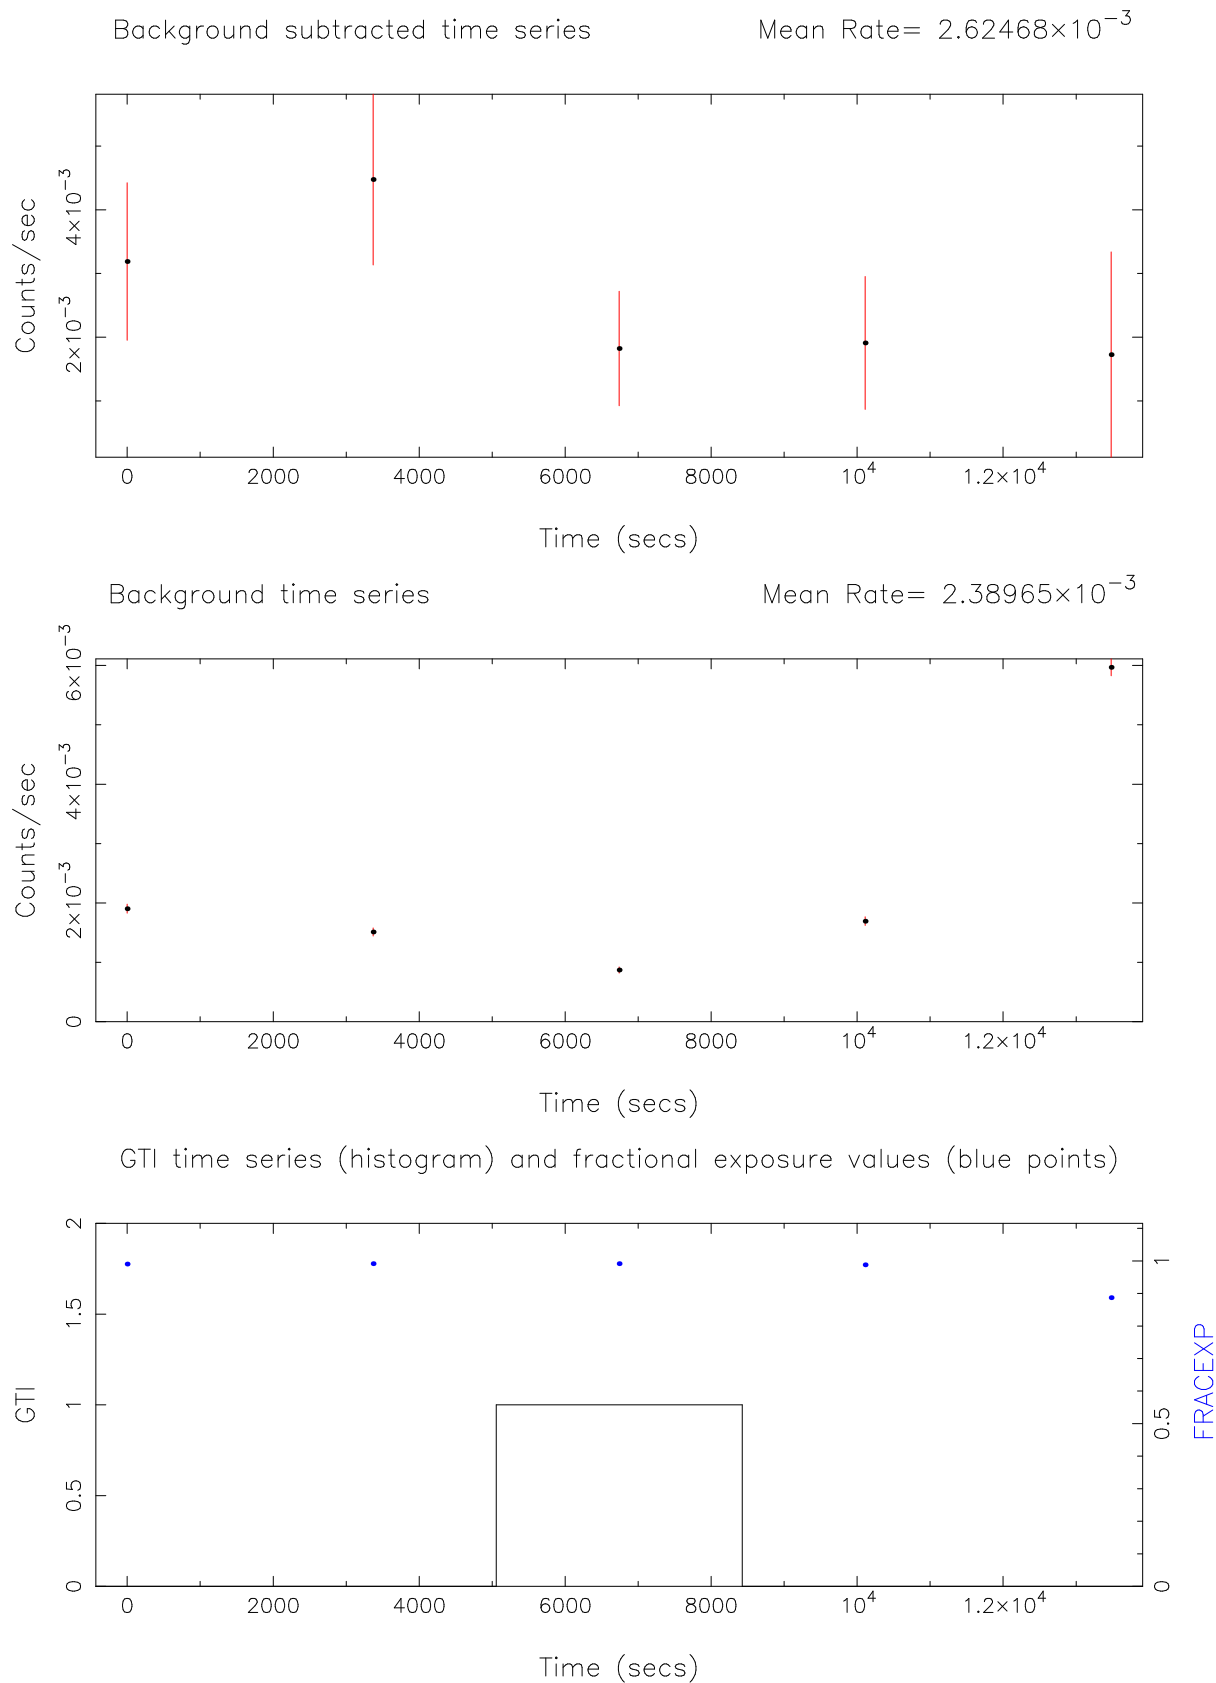 Background subtracted time series Mean Rate= 2.62468×10⁻³
Counts/sec
4×10⁻³
2×10⁻³
0 2000 4000 6000 8000 10⁴ 1.2×10⁴
Time (secs)
Background time series Mean Rate= 2.38965×10⁻³
Counts/sec
6×10⁻³
4×10⁻³
2×10⁻³
0
0 2000 4000 6000 8000 10⁴ 1.2×10⁴
Time (secs)
GTI time series (histogram) and fractional exposure values (blue points)
GTI
2
1.5
1
0.5
0
1
0.5
0
FRACEXP
0 2000 4000 6000 8000 10⁴ 1.2×10⁴
Time (secs)